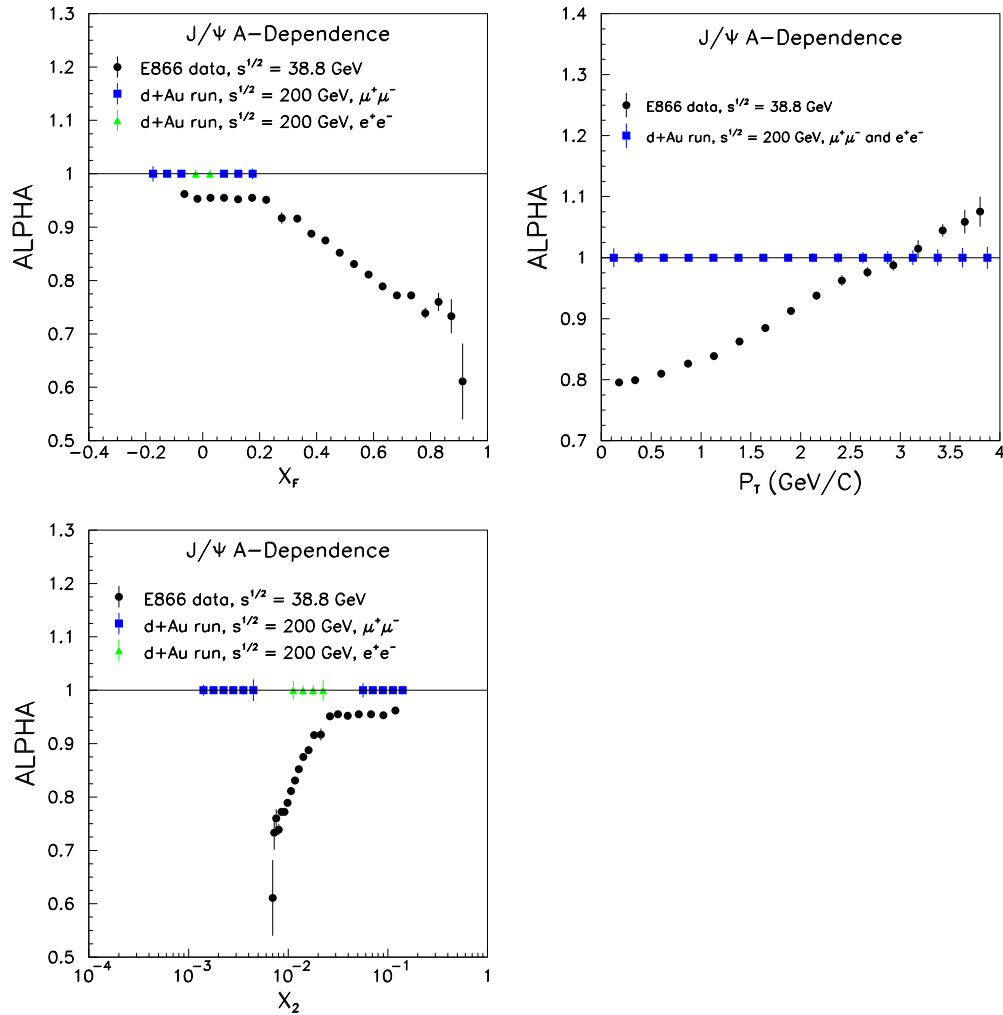 J/Ψ A-Dependence
E866 data, s^1/2 = 38.8 GeV
d+Au run, s^1/2 = 200 GeV, μ⁺μ⁻
d+Au run, s^1/2 = 200 GeV, e⁺e⁻
ALPHA
1.3
1.2
1.1
1
0.9
0.8
0.7
0.6
0.5
-0.4 -0.2 0 0.2 0.4 0.6 0.8 1
X_F
J/Ψ A-Dependence
E866 data, s^1/2 = 38.8 GeV
d+Au run, s^1/2 = 200 GeV, μ⁺μ⁻ and e⁺e⁻
ALPHA
1.4
1.3
1.2
1.1
1
0.9
0.8
0.7
0 0.5 1 1.5 2 2.5 3 3.5 4
P_T (GeV/C)
J/Ψ A-Dependence
E866 data, s^1/2 = 38.8 GeV
d+Au run, s^1/2 = 200 GeV, μ⁺μ⁻
d+Au run, s^1/2 = 200 GeV, e⁺e⁻
ALPHA
1.3
1.2
1.1
1
0.9
0.8
0.7
0.6
0.5
10⁻⁴ 10⁻³ 10⁻² 10⁻¹ 1
X₂